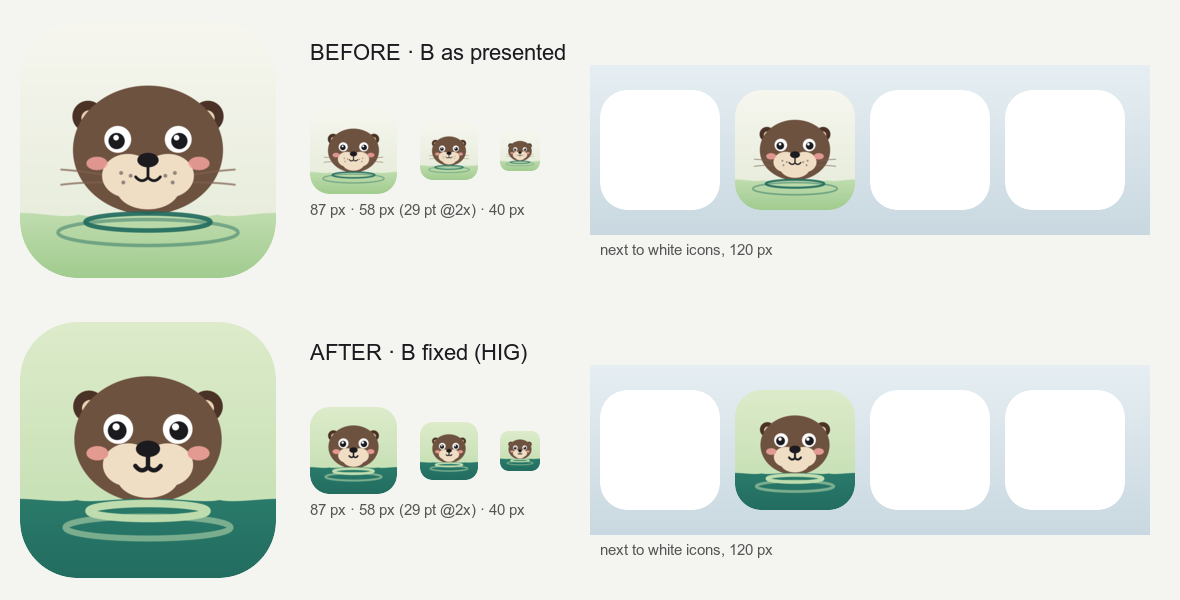 BEFORE · B as presented
87 px · 58 px (29 pt @2x) · 40 px
next to white icons, 120 px
AFTER · B fixed (HIG)
87 px · 58 px (29 pt @2x) · 40 px
next to white icons, 120 px